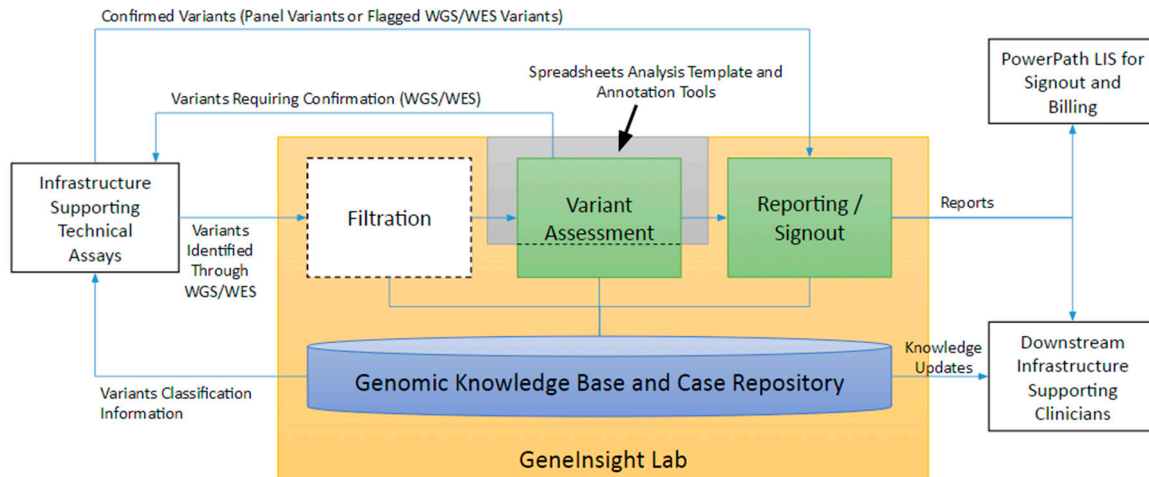 Confirmed Variants (Panel Variants or Flagged WGS/WES Variants)
Spreadsheets Analysis Template and
Annotation Tools
Variants Requiring Confirmation (WGS/WES)
PowerPath LIS for
Signout and
Billing
Infrastructure
Supporting
Technical
Assays
Variants
Identified
Through
WGS/WES
Filtration
Variant
Assessment
Reporting /
Signout
Reports
Variants Classification
Information
Genomic Knowledge Base and Case Repository
Knowledge
Updates
Downstream
Infrastructure
Supporting
Clinicians
GeneInsight Lab